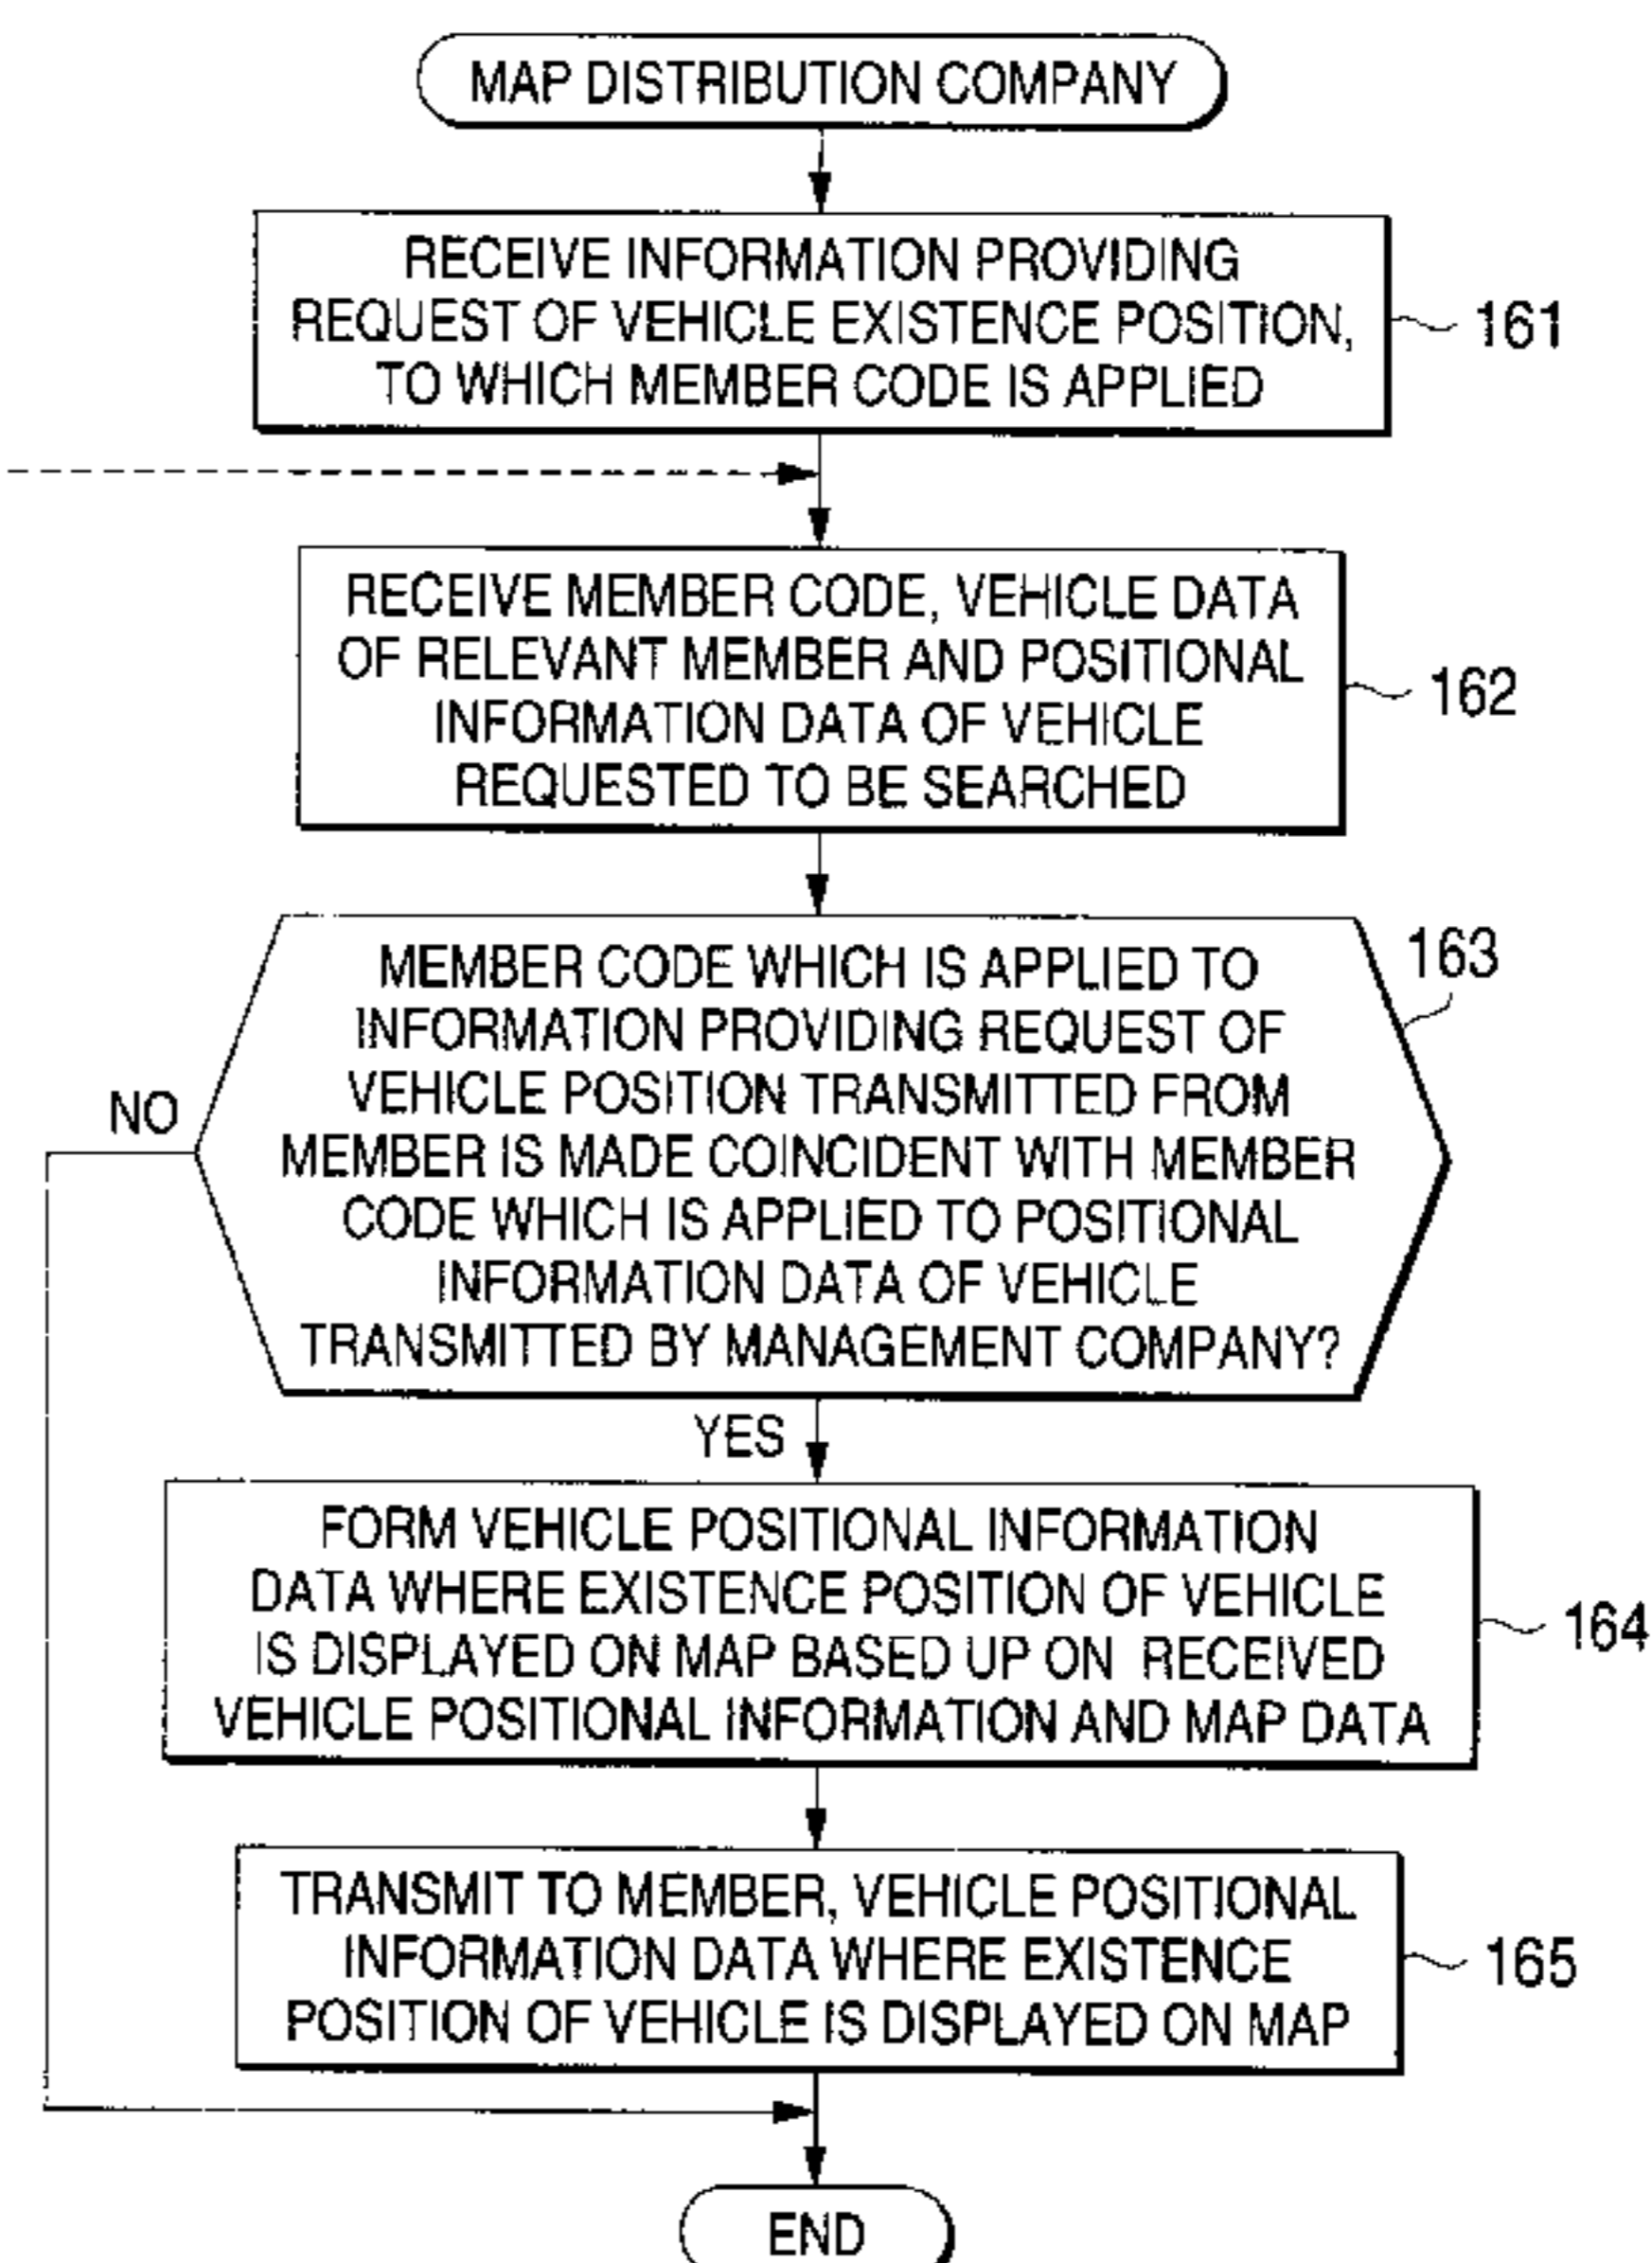 MAP DISTRIBUTION COMPANY
RECEIVE INFORMATION PROVIDING
REQUEST OF VEHICLE EXISTENCE POSITION,
TO WHICH MEMBER CODE IS APPLIED
161
RECEIVE MEMBER CODE, VEHICLE DATA
OF RELEVANT MEMBER AND POSITIONAL
INFORMATION DATA OF VEHICLE
REQUESTED TO BE SEARCHED
162
MEMBER CODE WHICH IS APPLIED TO
INFORMATION PROVIDING REQUEST OF
VEHICLE POSITION TRANSMITTED FROM
MEMBER IS MADE COINCIDENT WITH MEMBER
CODE WHICH IS APPLIED TO POSITIONAL
INFORMATION DATA OF VEHICLE
TRANSMITTED BY MANAGEMENT COMPANY?
163
NO
YES
FORM VEHICLE POSITIONAL INFORMATION
DATA WHERE EXISTENCE POSITION OF VEHICLE
IS DISPLAYED ON MAP BASED UP ON RECEIVED
VEHICLE POSITIONAL INFORMATION AND MAP DATA
164
TRANSMIT TO MEMBER, VEHICLE POSITIONAL
INFORMATION DATA WHERE EXISTENCE
POSITION OF VEHICLE IS DISPLAYED ON MAP
165
END